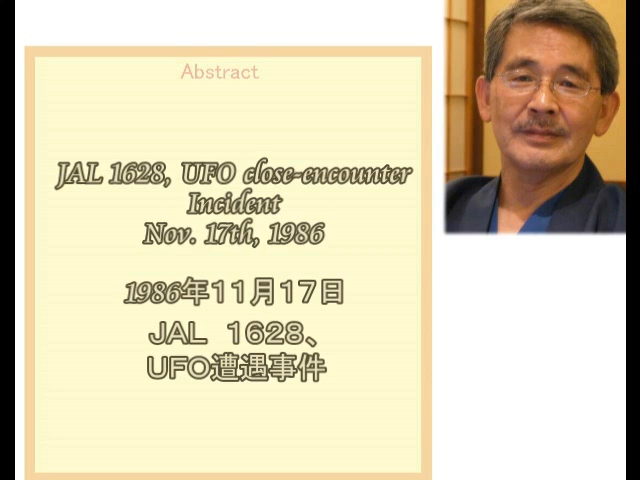 Abstract
JAL 1628, UFO close-encounter
Incident
Nov. 17th, 1986
1986年11月17日
JAL 1628、
UFO遭遇事件